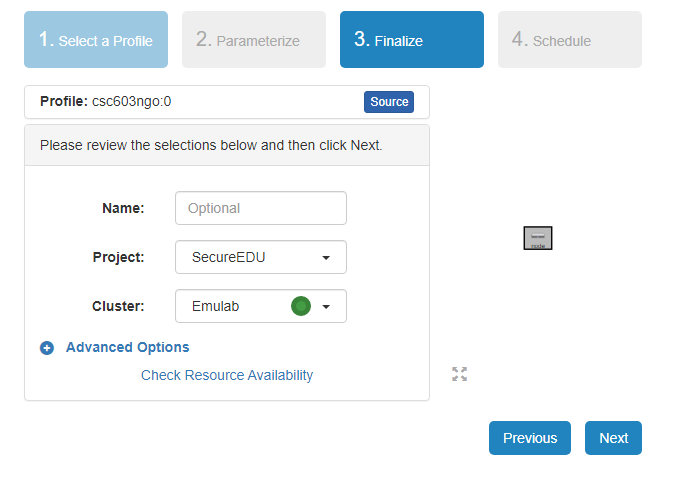 1. Select a Profile
2. Parameterize
3. Finalize
4. Schedule
Profile: csc603ngo:0
Source
Please review the selections below and then click Next.
Name:
Optional
Project:
SecureEDU
Cluster:
Emulab
Advanced Options
Check Resource Availability
node
Previous
Next